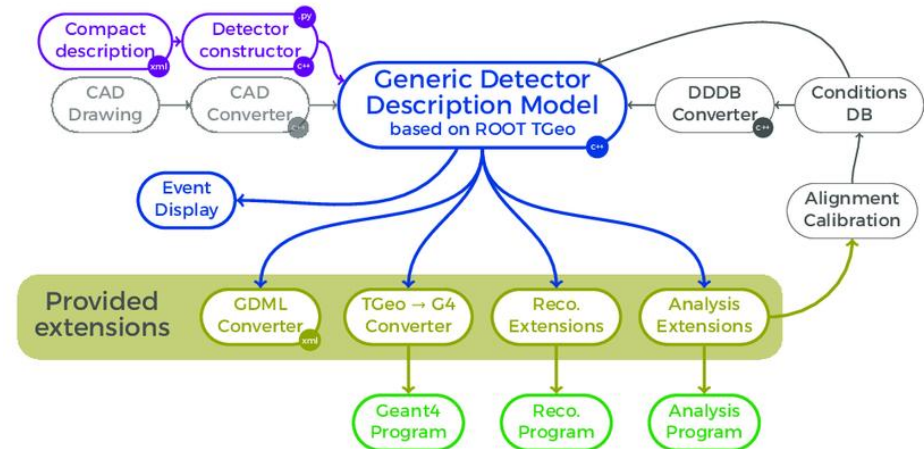 .py
Compact
description
xml
Detector
constructor
c++
CAD
Drawing
CAD
Converter
c++
Generic Detector
Description Model
based on ROOT TGeo
c++
DDDB
Converter
c++
Conditions
DB
Event
Display
Alignment
Calibration
Provided
extensions
GDML
Converter
xml
TGeo → G4
Converter
Reco.
Extensions
Analysis
Extensions
Geant4
Program
Reco.
Program
Analysis
Program